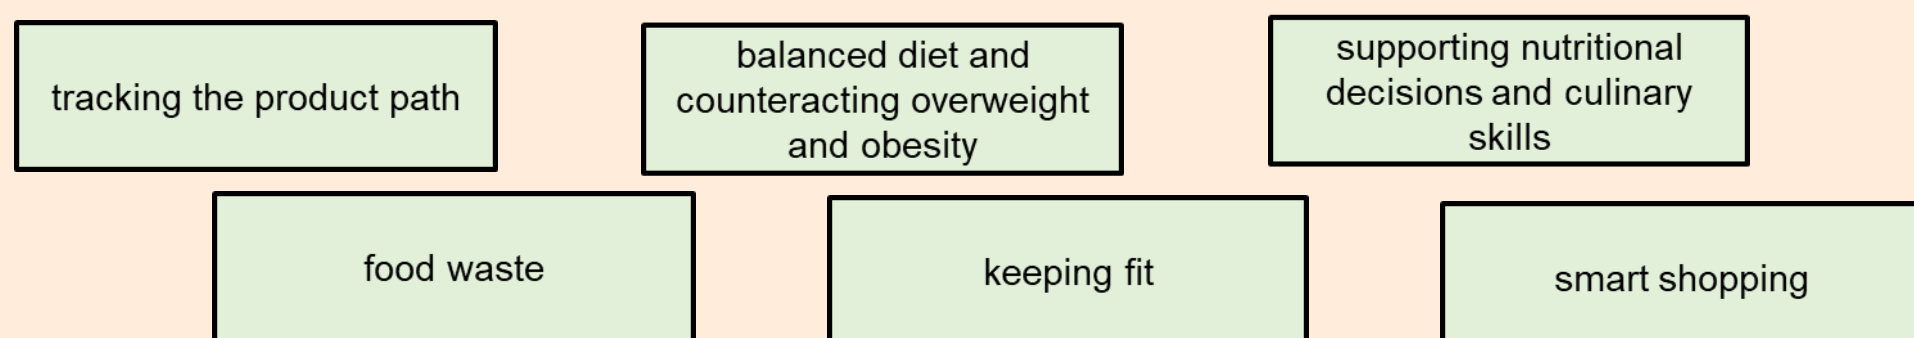 tracking the product path
balanced diet and
counteracting overweight
and obesity
supporting nutritional
decisions and culinary
skills
food waste
keeping fit
smart shopping